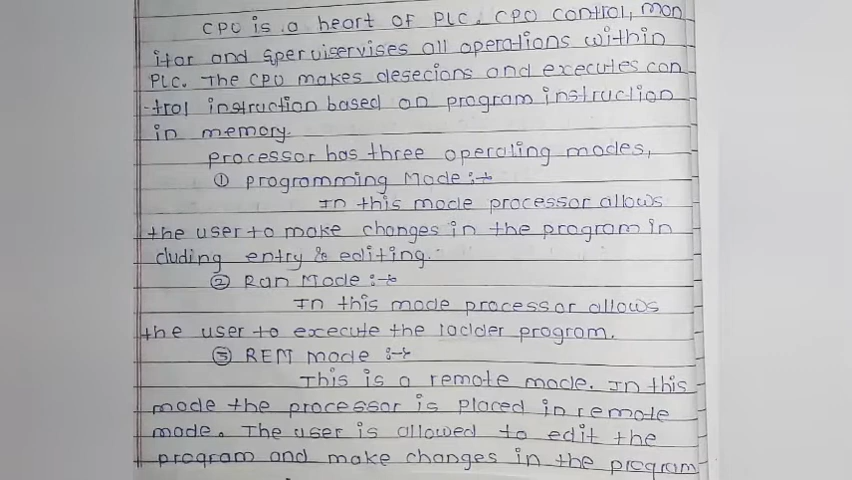 CPU is a heart of PLC. CPU control, mon
itor and superviservises all operations within
PLC. The CPU makes desecions and executes con
-trol instruction based on program instruction
in memory.
processor has three operating modes,
① programming Mode :-
In this mode processor allows
the user to make changes in the program in
cluding entry & editing.
② Run Mode :-
In this mode processor allows
the user to execute the ladder program.
③ REM mode :-
This is a remote mode. In this
mode the processor is placed in remote
mode. The user is allowed to edit the
program and make changes in the program